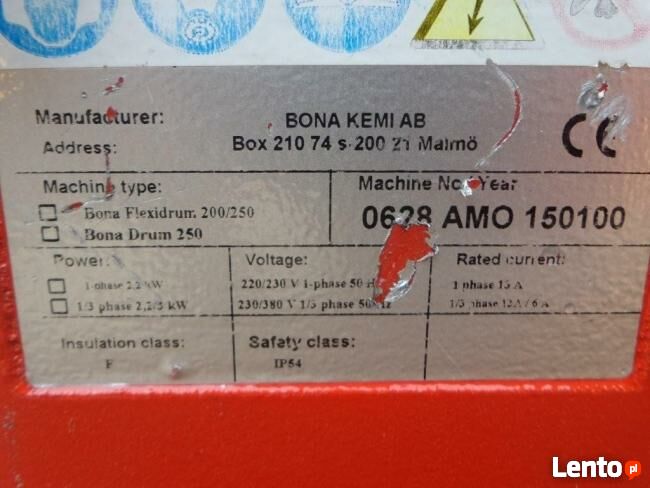 Manufacturer: BONA KEMI AB
Address: Box 210 74 s-200 21 Malmö
CE
Machine type: Machine No./Year
Bona Flexidrum 200/250 0628 AMO 150100
Bona Drum 250
Power: Voltage: Rated current:
1-phase 2,2 kW 220/230 V 1-phase 50 Hz 1 phase 13 A
1/3 phase 2,2/3 kW 230/380 V 1/3 phase 50Hz 1/3 phase 13A / 6 A
Insulation class: Safety class:
F IP54
Lento.pl